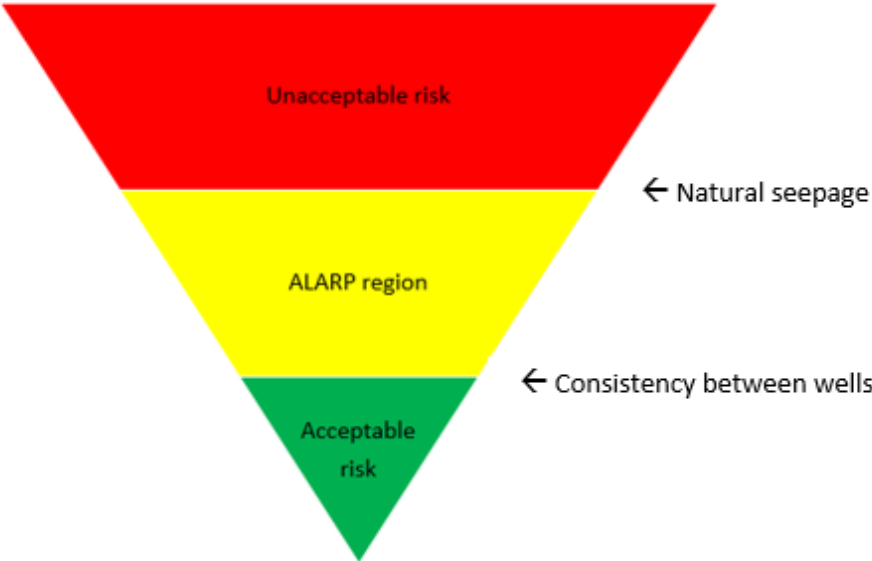 Unacceptable risk
← Natural seepage
ALARP region
← Consistency between wells
Acceptable
risk